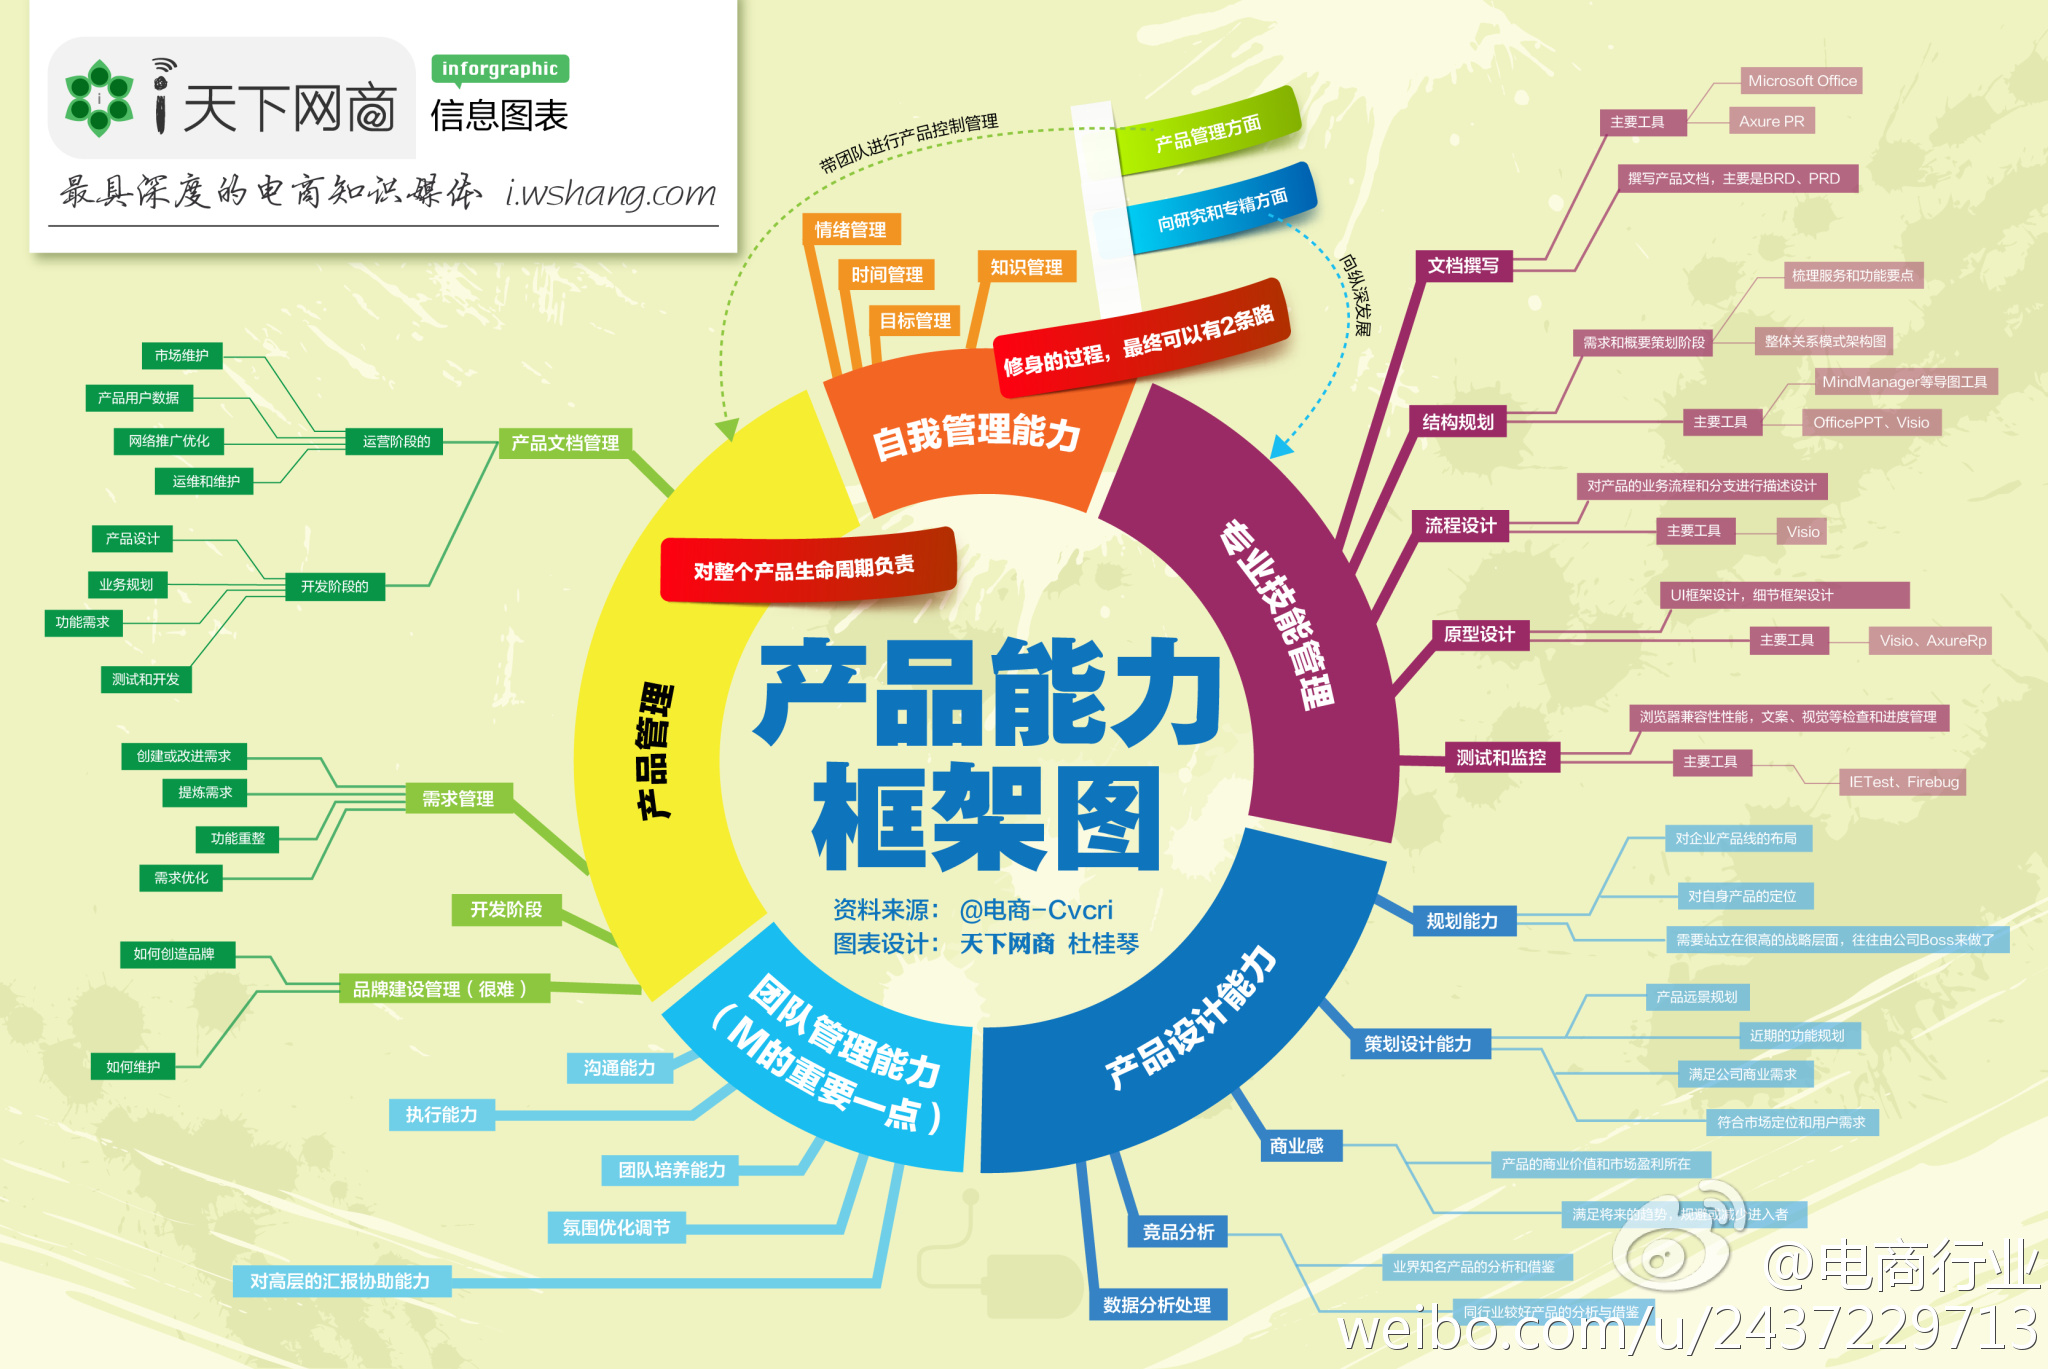 inforgraphic
i天下网商
信息图表
最具深度的电商知识媒体 i.wshang.com
产品能力
框架图
资料来源： @电商-Cvcri
图表设计： 天下网商 杜桂琴
带团队进行产品控制管理
产品管理方面
向研究和专精方面
向纵深发展
修身的过程，最终可以有2条路
自我管理能力
情绪管理
时间管理
目标管理
知识管理
专业技能管理
文档撰写
主要工具
Microsoft Office
Axure PR
撰写产品文档，主要是BRD、PRD
结构规划
需求和概要策划阶段
梳理服务和功能要点
整体关系模式架构图
主要工具
MindManager等导图工具
OfficePPT、Visio
流程设计
对产品的业务流程和分支进行描述设计
主要工具
Visio
原型设计
UI框架设计，细节框架设计
主要工具
Visio、AxureRp
测试和监控
浏览器兼容性性能，文案、视觉等检查和进度管理
主要工具
IETest、Firebug
产品设计能力
规划能力
对企业产品线的布局
对自身产品的定位
需要站立在很高的战略层面，往往由公司Boss来做了
策划设计能力
产品远景规划
近期的功能规划
满足公司商业需求
符合市场定位和用户需求
商业感
产品的商业价值和市场盈利所在
满足将来的趋势，规避或减少进入者
竞品分析
业界知名产品的分析和借鉴
同行业较好产品的分析与借鉴
数据分析处理
团队管理能力
（M的重要一点）
沟通能力
执行能力
团队培养能力
氛围优化调节
对高层的汇报协助能力
产品管理
对整个产品生命周期负责
产品文档管理
运营阶段的
市场维护
产品用户数据
网络推广优化
运维和维护
开发阶段的
产品设计
业务规划
功能需求
测试和开发
需求管理
创建或改进需求
提炼需求
功能重整
需求优化
开发阶段
品牌建设管理（很难）
如何创造品牌
如何维护
@电商行业
weibo.com/u/2437229713